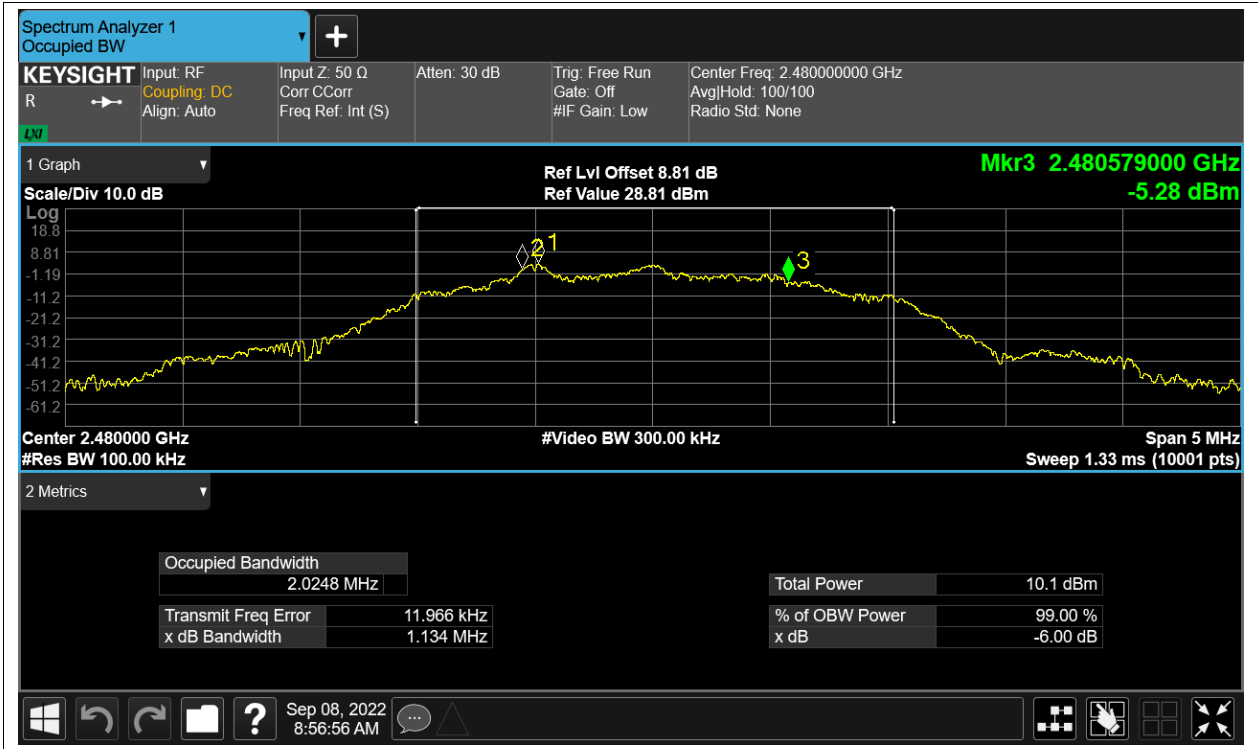 Spectrum Analyzer 1
Occupied BW
+
KEYSIGHT
R
LXI
Input: RF
Coupling: DC
Align: Auto
Input Z: 50 Ω
Corr CCorr
Freq Ref: Int (S)
Atten: 30 dB
Trig: Free Run
Gate: Off
#IF Gain: Low
Center Freq: 2.480000000 GHz
Avg|Hold: 100/100
Radio Std: None
1 Graph
Scale/Div 10.0 dB
Ref Lvl Offset 8.81 dB
Ref Value 28.81 dBm
Mkr3 2.480579000 GHz
-5.28 dBm
Log
18.8
8.81
-1.19
-11.2
-21.2
-31.2
-41.2
-51.2
-61.2
2 1
3
Center 2.480000 GHz
#Res BW 100.00 kHz
#Video BW 300.00 kHz
Span 5 MHz
Sweep 1.33 ms (10001 pts)
2 Metrics
Occupied Bandwidth
2.0248 MHz
Transmit Freq Error 11.966 kHz
x dB Bandwidth 1.134 MHz
Total Power 10.1 dBm
% of OBW Power 99.00 %
x dB -6.00 dB
?
Sep 08, 2022
8:56:56 AM